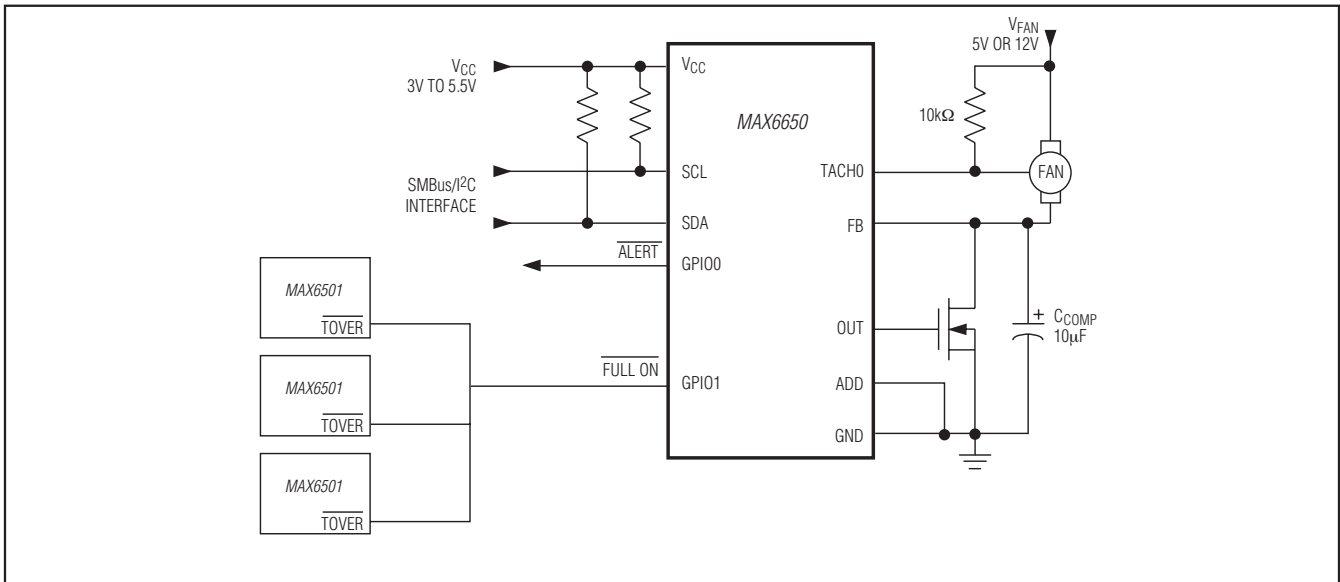 VCC
3V TO 5.5V
SMBus/I2C
INTERFACE
VCC
MAX6650
SCL
SDA
GPIO0
GPIO1
TACH0
FB
OUT
ADD
GND
ALERT
FULL ON
MAX6501
TOVER
MAX6501
TOVER
MAX6501
TOVER
VFAN
5V OR 12V
10kΩ
FAN
+
CCOMP
10μF